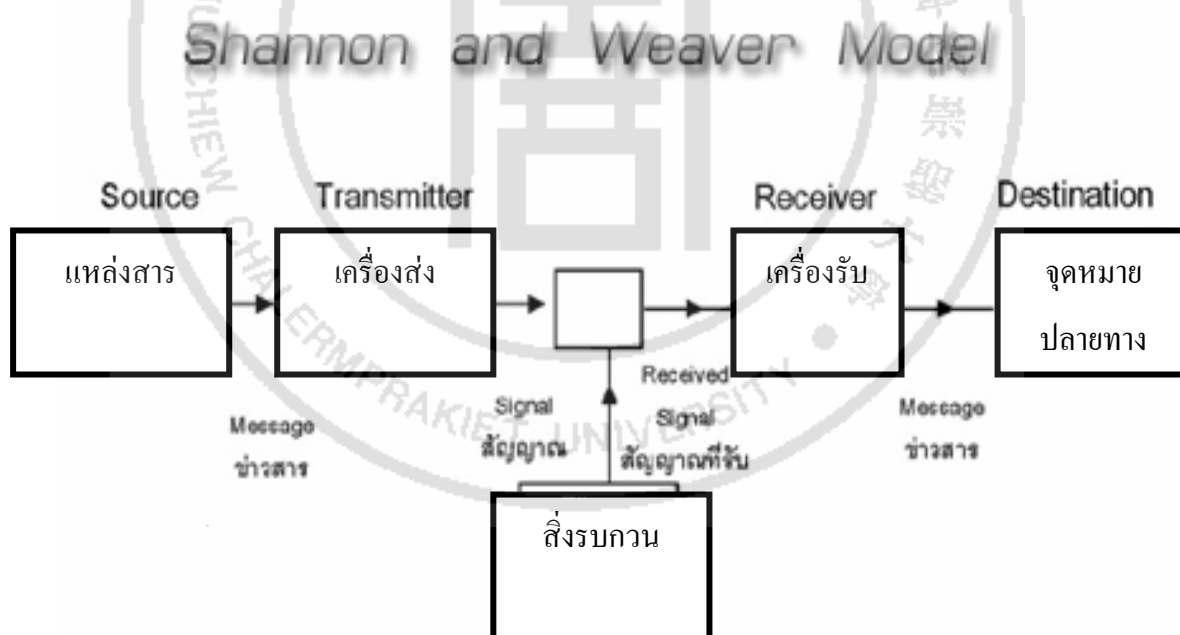 Shannon and Weaver Model
Source
Transmitter
Receiver
Destination
แหล่งสาร
เครื่องส่ง
เครื่องรับ
จุดหมาย
ปลายทาง
Message
ข่าวสาร
Signal
สัญญาณ
Received
Signal
สัญญาณที่รับ
Message
ข่าวสาร
สิ่งรบกวน
CHALERMPRAKIET UNIVERSITY